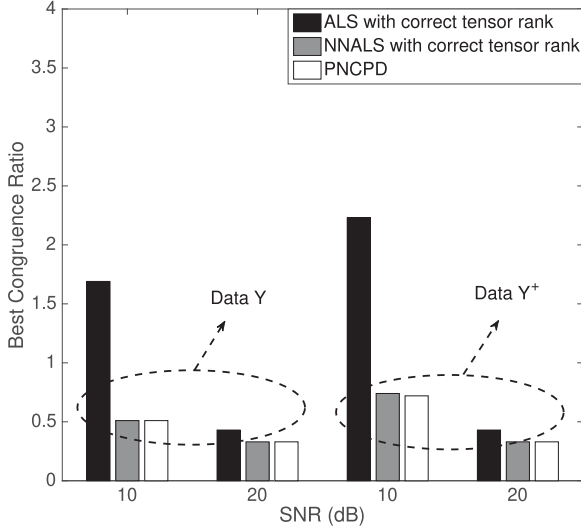 ALS with correct tensor rank
NNALS with correct tensor rank
PNCPD
4
3.5
3
2.5
2
1.5
1
0.5
0
Best Congruence Ratio
Data Y
Data Y+
10
20
10
20
SNR (dB)